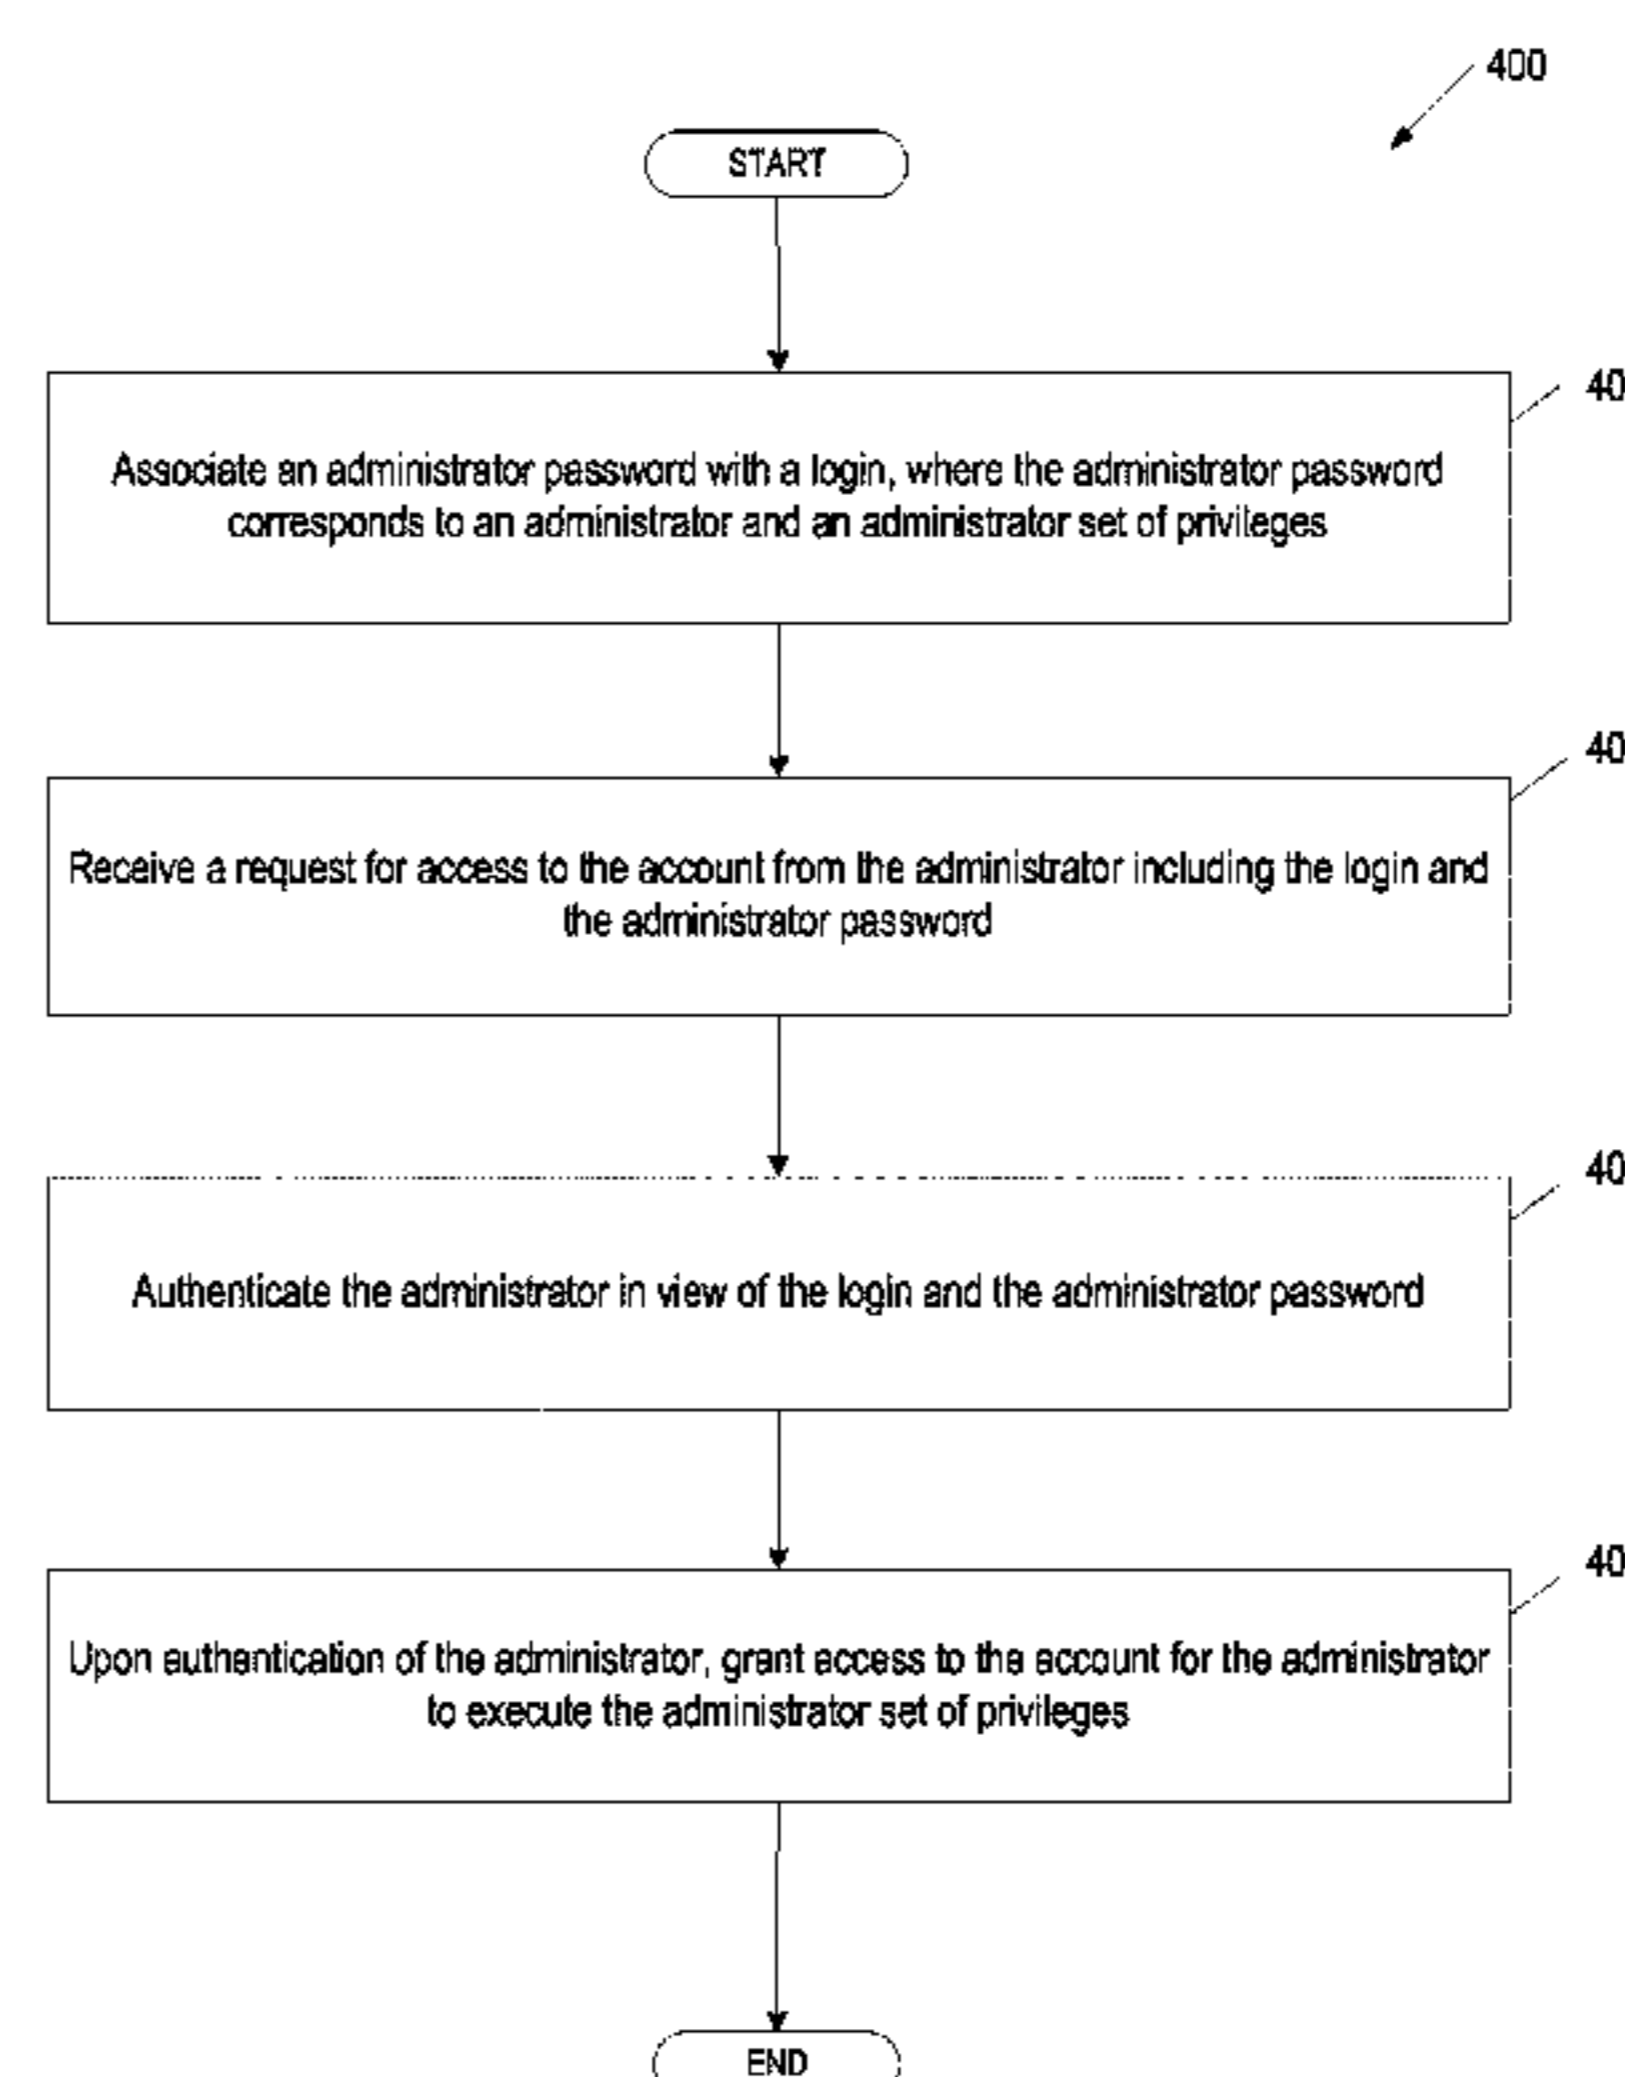 400
START
40
Associate an administrator password with a login, where the administrator password
corresponds to an administrator and an administrator set of privileges
40
Receive a request for access to the account from the administrator including the login and
the administrator password
40
Authenticate the administrator in view of the login and the administrator password
40
Upon authentication of the administrator, grant access to the account for the administrator
to execute the administrator set of privileges
END